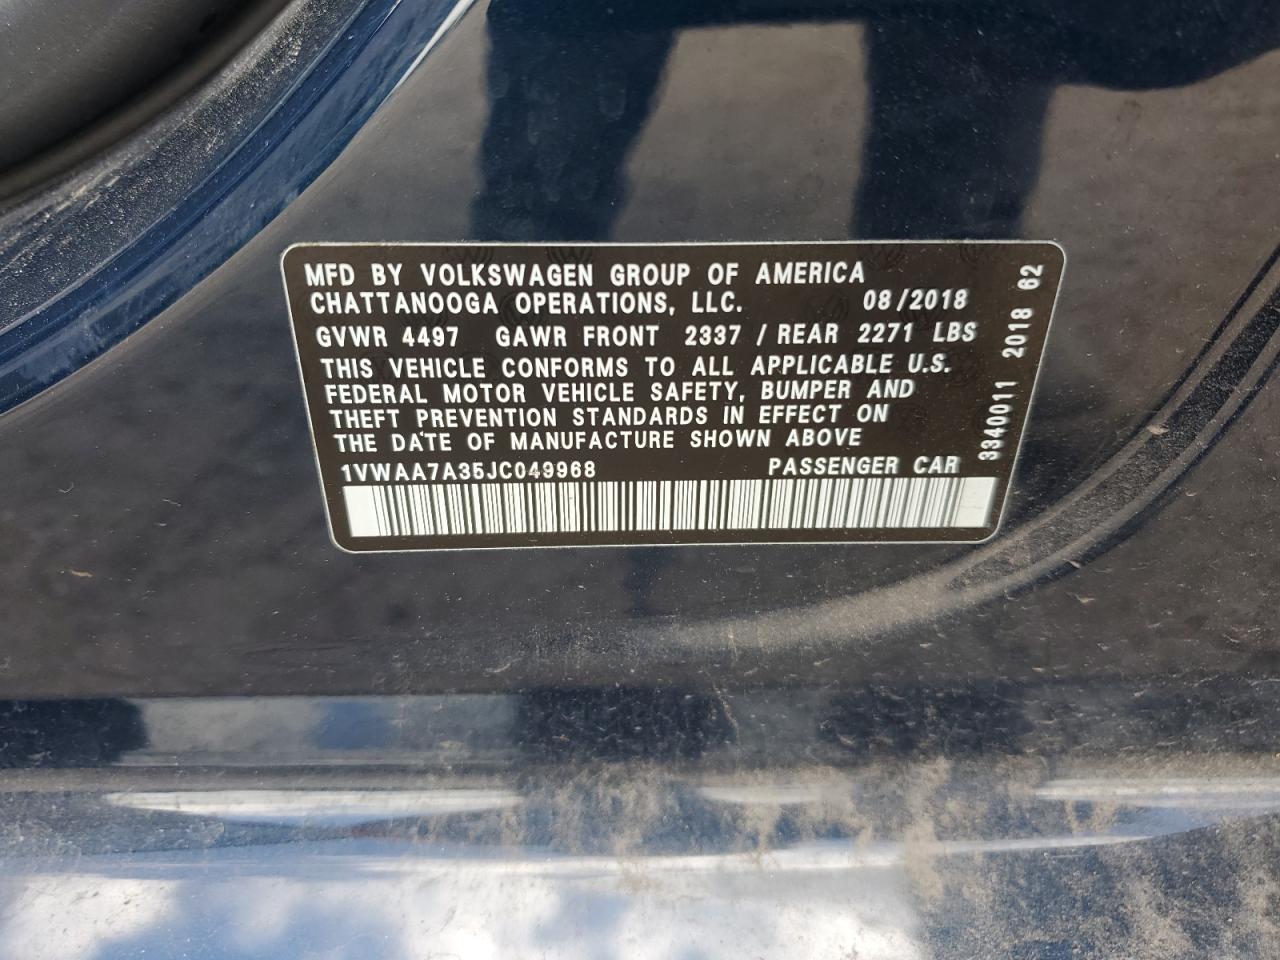 MFD BY VOLKSWAGEN GROUP OF AMERICA
CHATTANOOGA OPERATIONS, LLC. 08/2018
GVWR 4497 GAWR FRONT 2337 / REAR 2271 LBS
THIS VEHICLE CONFORMS TO ALL APPLICABLE U.S.
FEDERAL MOTOR VEHICLE SAFETY, BUMPER AND
THEFT PREVENTION STANDARDS IN EFFECT ON
THE DATE OF MANUFACTURE SHOWN ABOVE
1VWAA7A35JC049968 PASSENGER CAR
3340011 2018 62